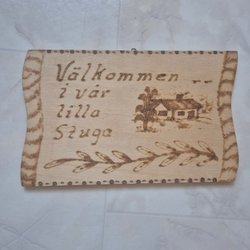 Välkommen ..
i vår
lilla
Stuga